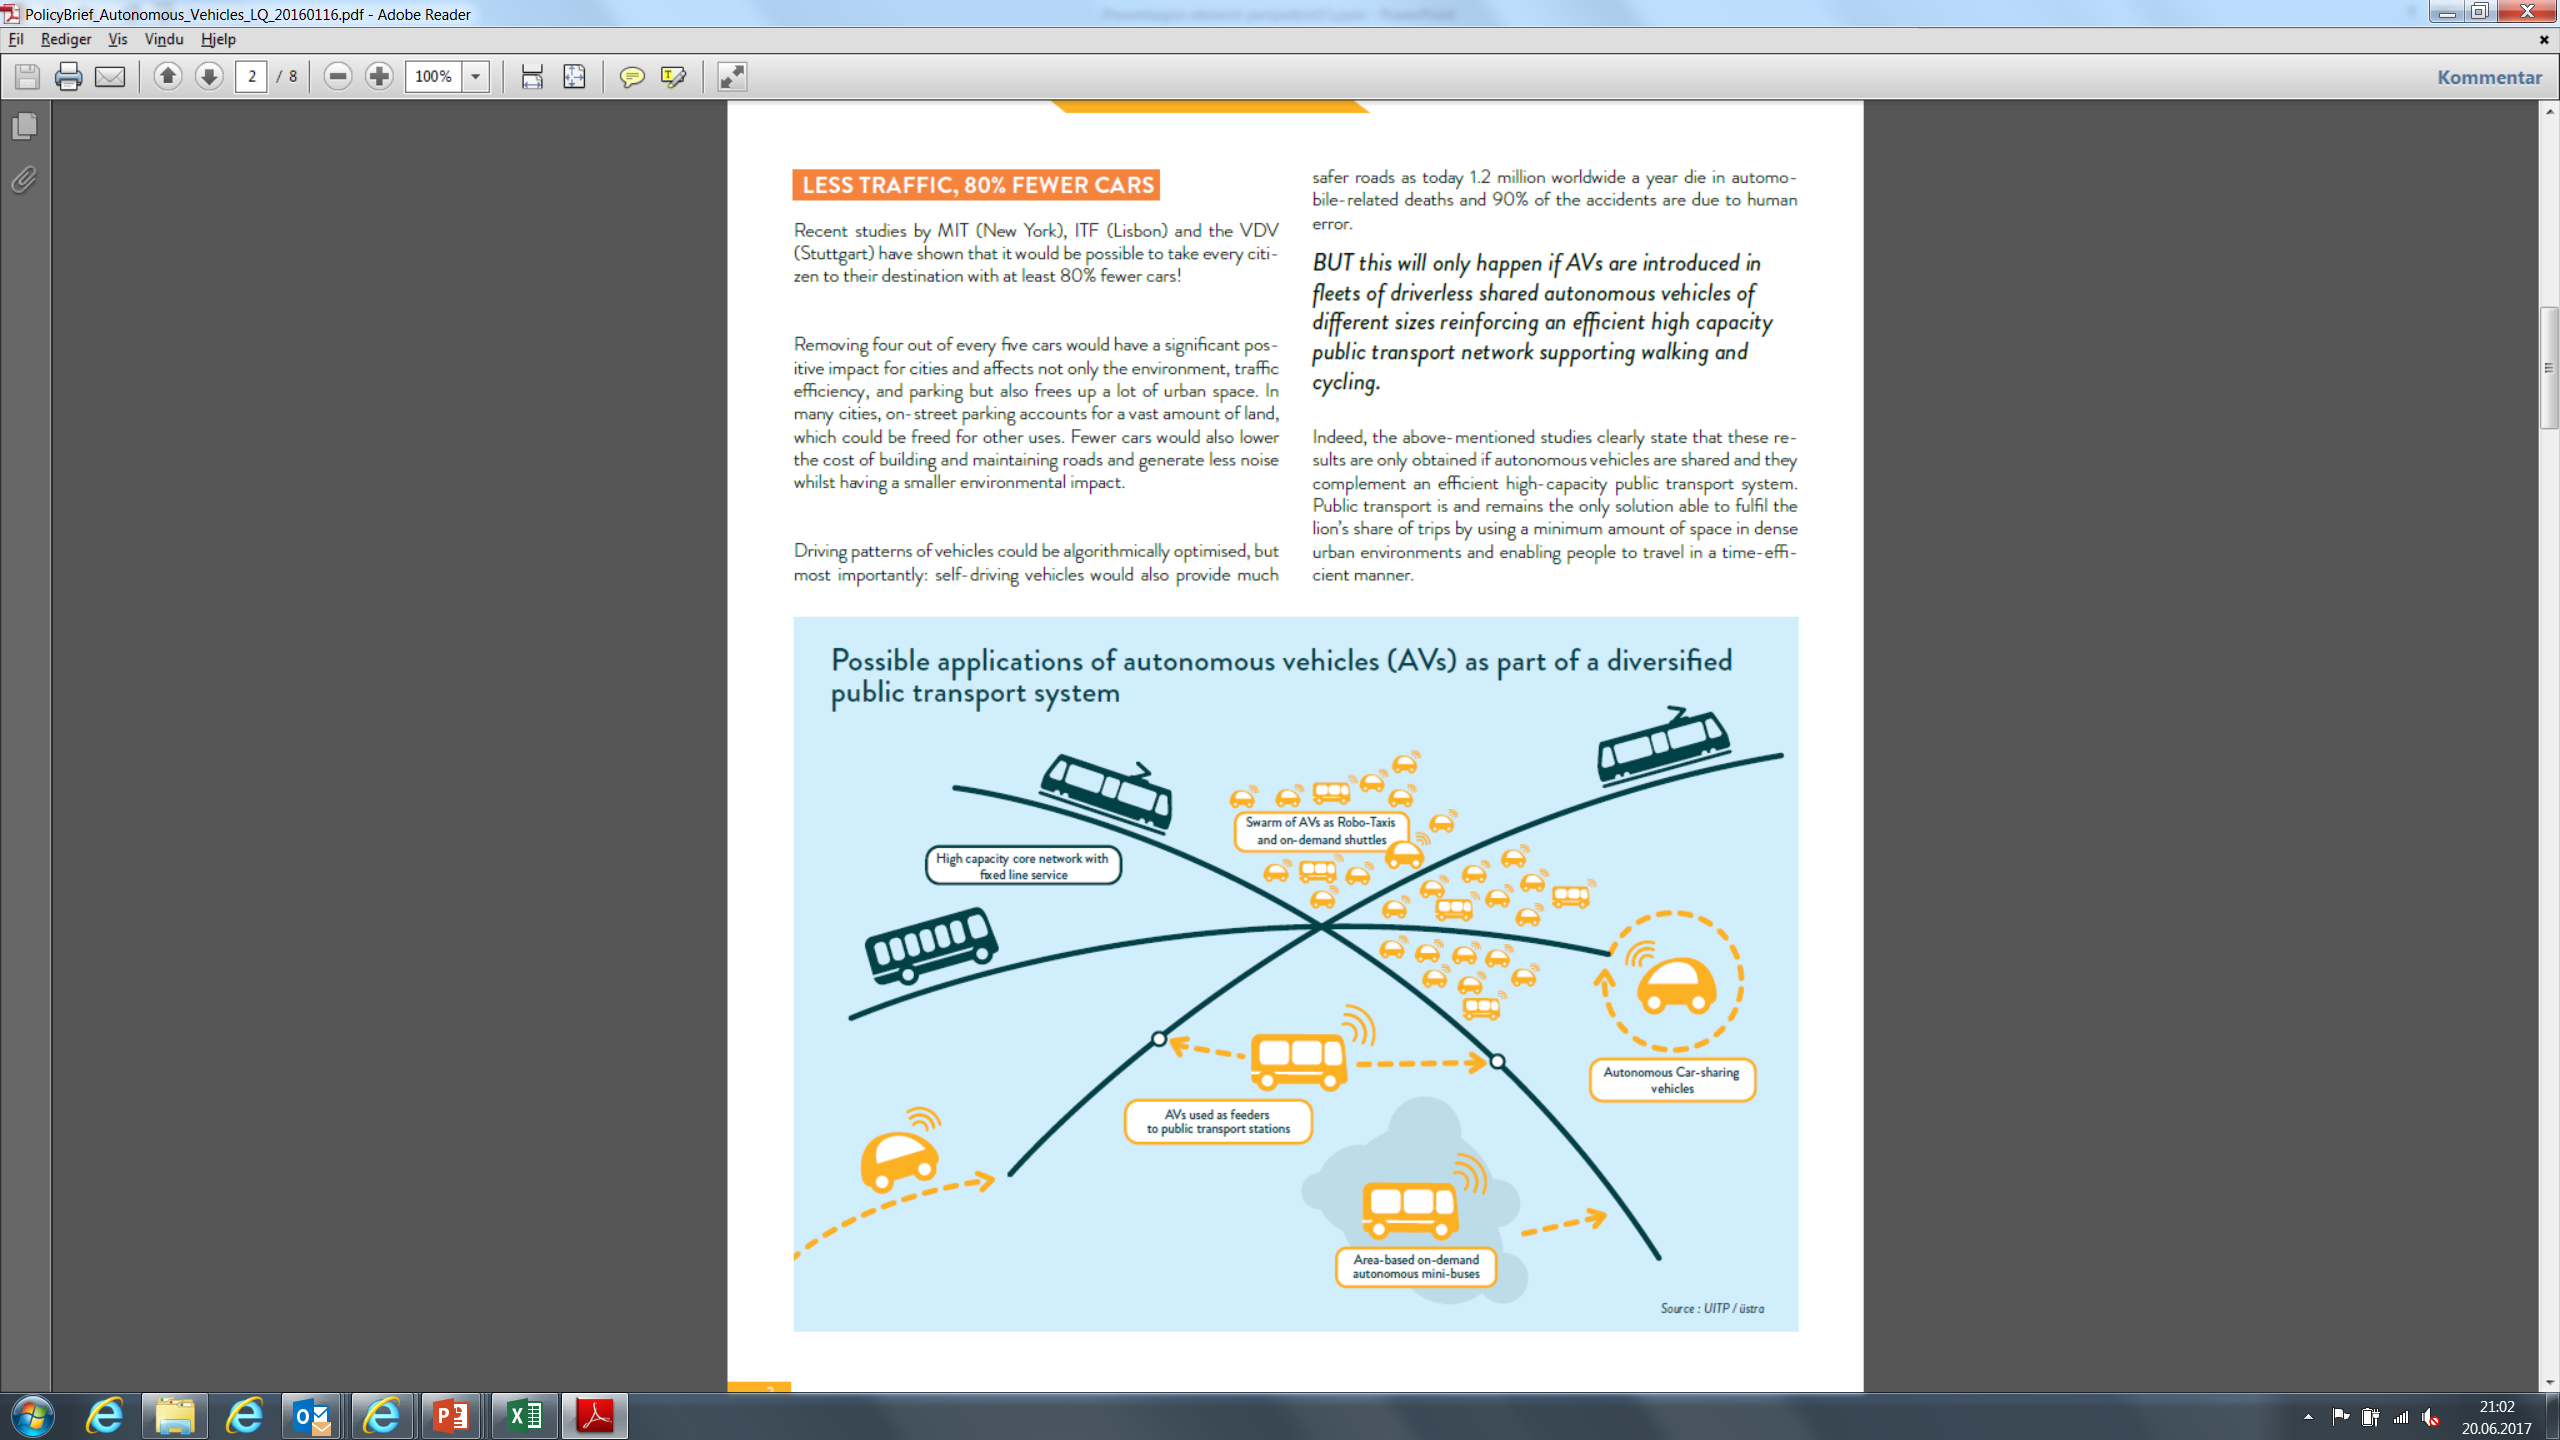 PolicyBrief_Autonomous_Vehicles_LQ_20160116.pdf - Adobe Reader
Fil Rediger Vis Vindu Hjelp
2 / 8 100% Kommentar
LESS TRAFFIC, 80% FEWER CARS
Recent studies by MIT (New York), ITF (Lisbon) and the VDV
(Stuttgart) have shown that it would be possible to take every citi-
zen to their destination with at least 80% fewer cars!
Removing four out of every five cars would have a significant pos-
itive impact for cities and affects not only the environment, traffic
efficiency, and parking but also frees up a lot of urban space. In
many cities, on-street parking accounts for a vast amount of land,
which could be freed for other uses. Fewer cars would also lower
the cost of building and maintaining roads and generate less noise
whilst having a smaller environmental impact.
Driving patterns of vehicles could be algorithmically optimised, but
most importantly: self-driving vehicles would also provide much
safer roads as today 1.2 million worldwide a year die in automo-
bile-related deaths and 90% of the accidents are due to human
error.
BUT this will only happen if AVs are introduced in
fleets of driverless shared autonomous vehicles of
different sizes reinforcing an efficient high capacity
public transport network supporting walking and
cycling.
Indeed, the above-mentioned studies clearly state that these re-
sults are only obtained if autonomous vehicles are shared and they
complement an efficient high-capacity public transport system.
Public transport is and remains the only solution able to fulfil the
lion's share of trips by using a minimum amount of space in dense
urban environments and enabling people to travel in a time-effi-
cient manner.
Possible applications of autonomous vehicles (AVs) as part of a diversified
public transport system
Swarm of AVs as Robo-Taxis
and on-demand shuttles
High capacity core network with
fixed line service
Autonomous Car-sharing
vehicles
AVs used as feeders
to public transport stations
Area-based on-demand
autonomous mini-buses
Source : UITP / üstra
21:02
20.06.2017